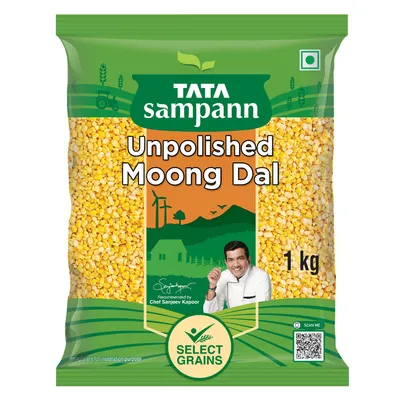 TATA
sampann
Unpolished
Moong Dal
1 kg
Recommended by
Chef Sanjeev Kapoor
SCAN ME
SELECT
GRAINS